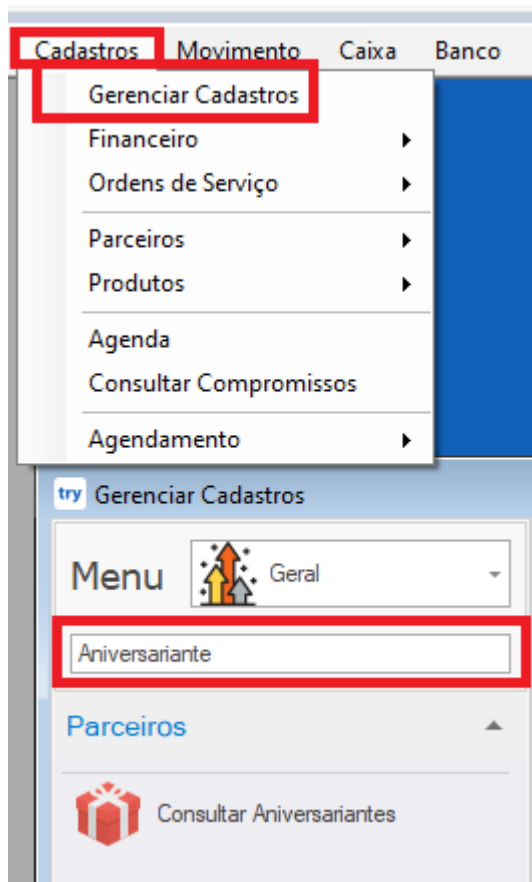 Cadastros Movimento Caixa Banco
Gerenciar Cadastros
Financeiro
Ordens de Serviço
Parceiros
Produtos
Agenda
Consultar Compromissos
Agendamento
try Gerenciar Cadastros
Menu Geral
Aniversariante
Parceiros
Consultar Aniversariantes